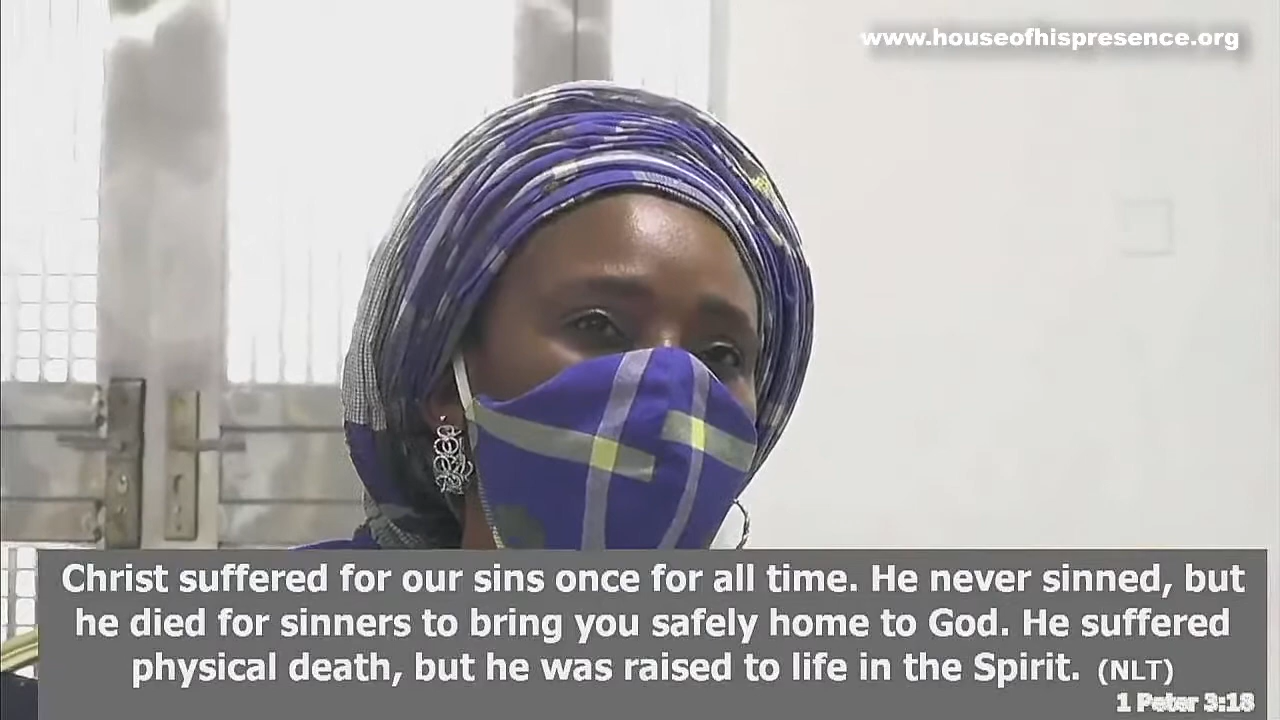 www.houseofhispresence.org
Christ suffered for our sins once for all time. He never sinned, but
he died for sinners to bring you safely home to God. He suffered
physical death, but he was raised to life in the Spirit. (NLT)
1 Peter 3:18